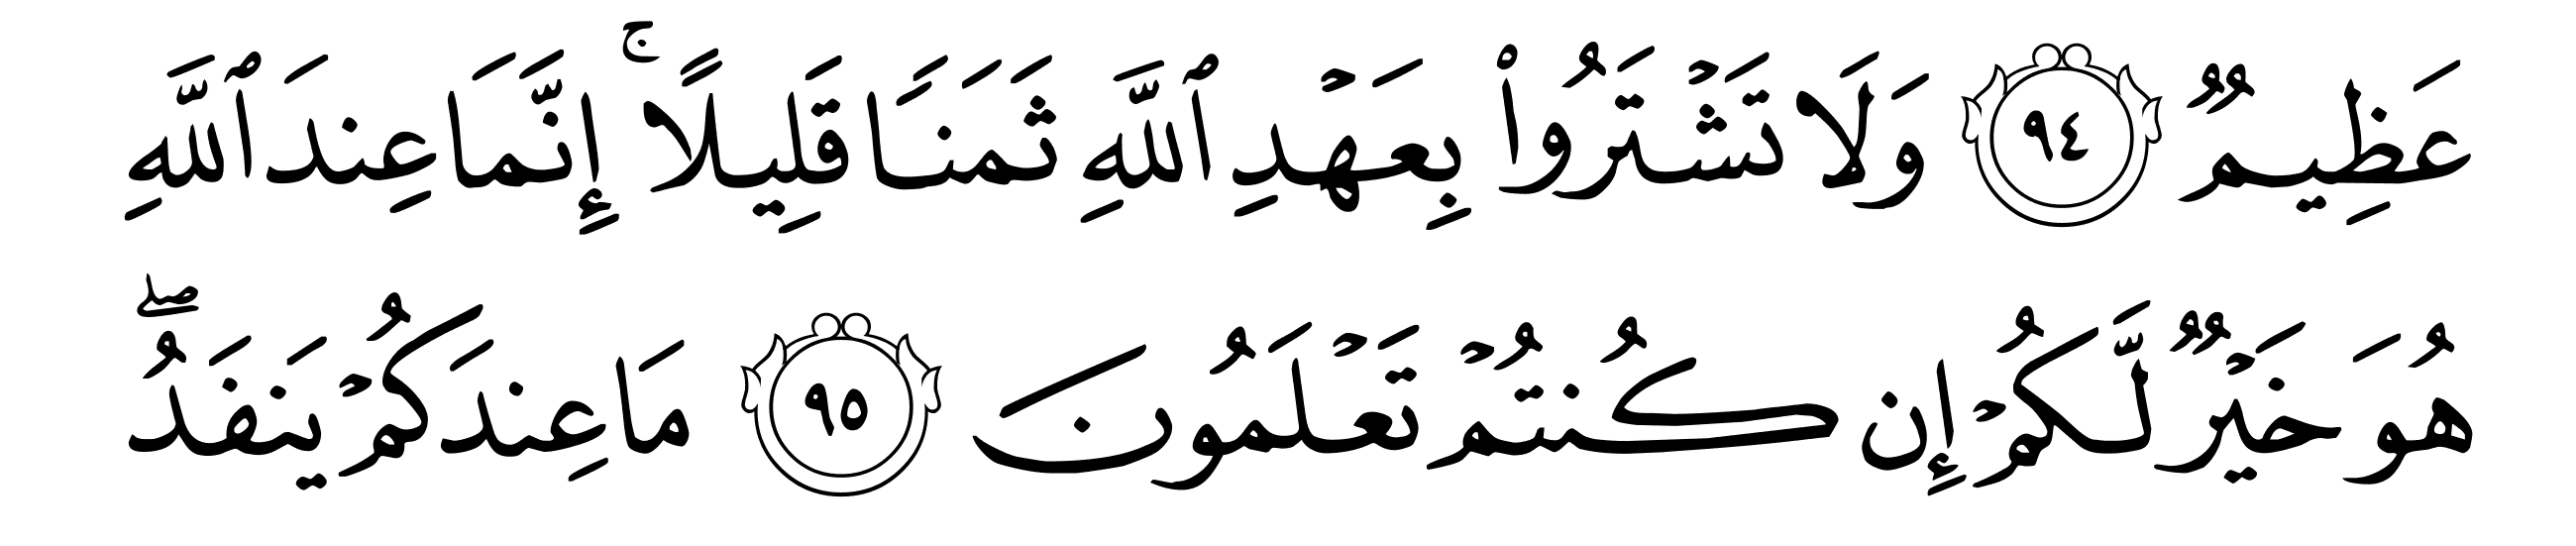 عَظِيمٌ ٩٤ وَلَا تَشۡتَرُواْ بِعَهۡدِ ٱللَّهِ ثَمَنٗا قَلِيلًاۚ إِنَّمَا عِندَ ٱللَّهِ
هُوَ خَيۡرٞ لَّكُمۡ إِن كُنتُمۡ تَعۡلَمُونَ ٩٥ مَا عِندَكُمۡ يَنفَدُۖ